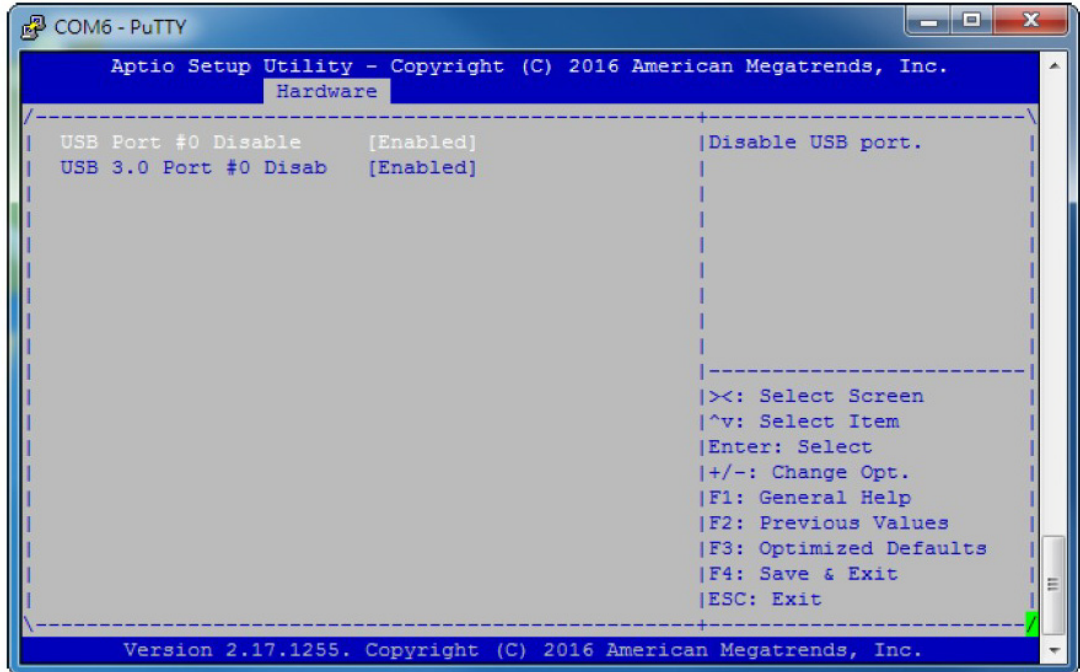 COM6 - PuTTY
Aptio Setup Utility - Copyright (C) 2016 American Megatrends, Inc.
Hardware
/----------------------------------------------------+-------------------------\
| USB Port #0 Disable [Enabled] |Disable USB port. |
| USB 3.0 Port #0 Disab [Enabled] | |
|-------------------------|
|><: Select Screen |
|^v: Select Item |
|Enter: Select |
|+/-: Change Opt. |
|F1: General Help |
|F2: Previous Values |
|F3: Optimized Defaults |
|F4: Save & Exit |
|ESC: Exit |
\----------------------------------------------------+-------------------------/
Version 2.17.1255. Copyright (C) 2016 American Megatrends, Inc.